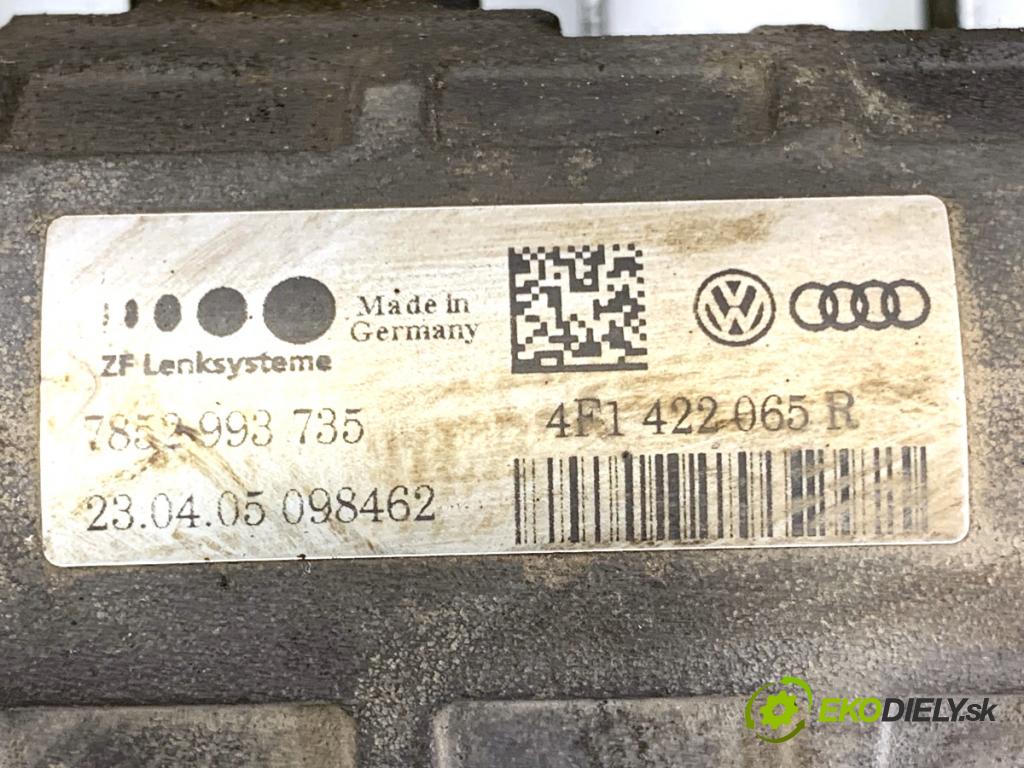 Made in
Germany
ZF Lenksysteme
7852 993 735
4F1 422 065 R
23.04.05 098462
EKODIELY.sk